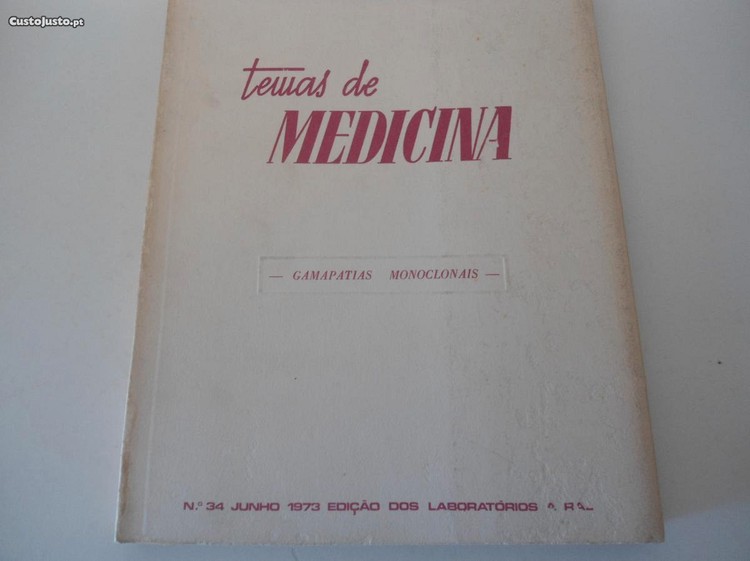 CustoJusto.pt
temas de
MEDICINA
— GAMAPATIAS MONOCLONAIS —
N.º 34 JUNHO 1973 EDIÇÃO DOS LABORATÓRIOS